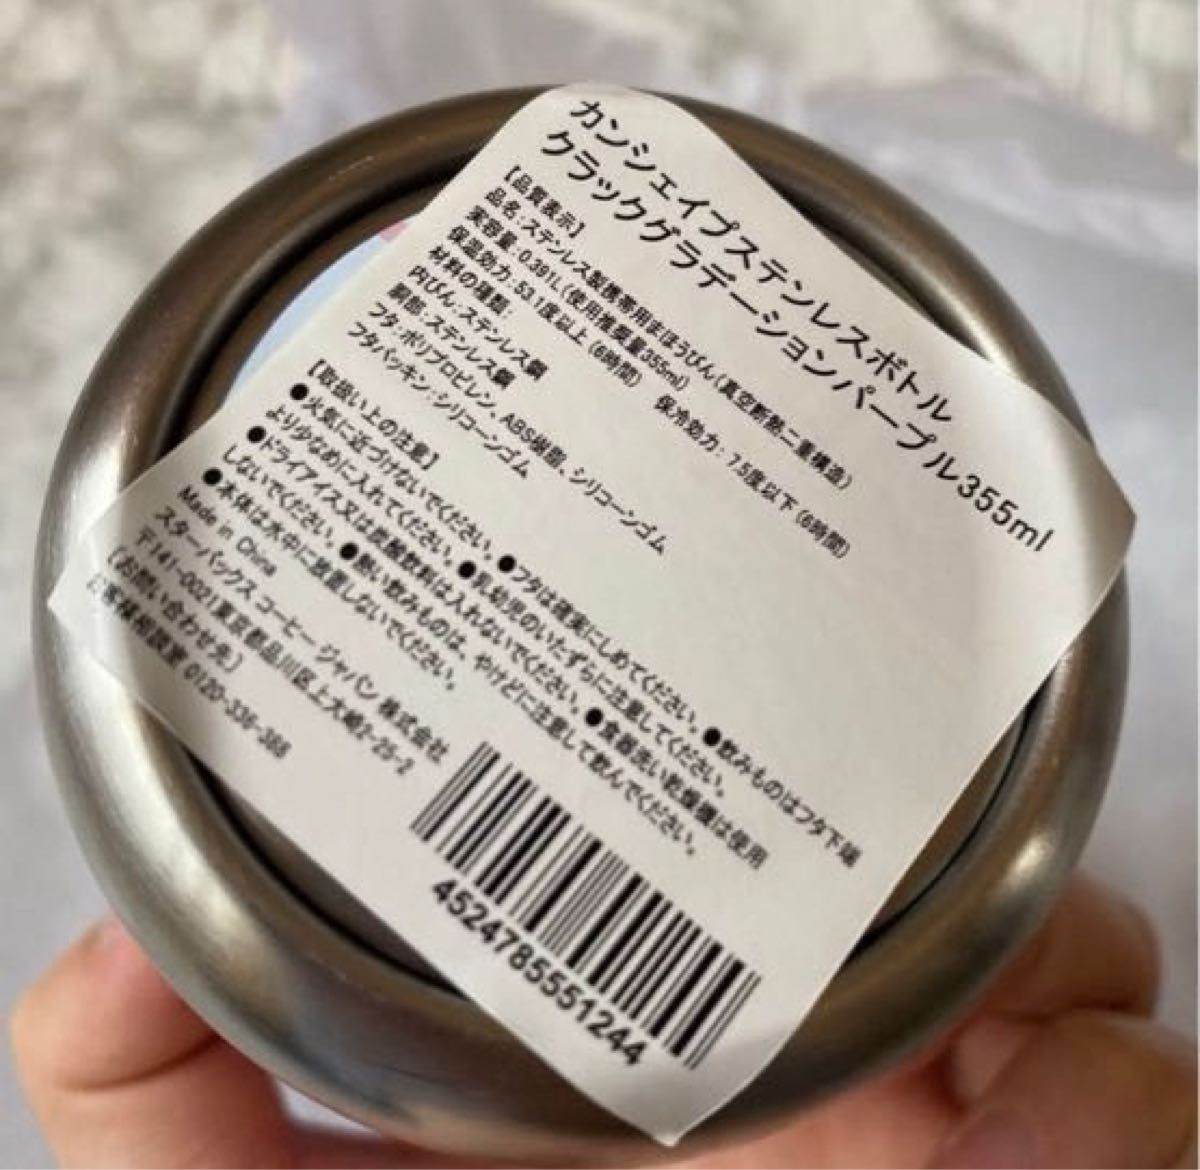 カンシェイプステンレスボトル
クラックグラデーションパープル355ml
【品質表示】
品名:ステンレス製携帯用まほうびん(真空断熱二重構造)
実容量:0.391L(使用推奨量355ml)
保温効力:53.1度以上(6時間) 保冷効力:7.5度以下(6時間)
材料の種類:
内びん:ステンレス鋼
胴部:ステンレス鋼
フタ:ポリプロピレン、ABS樹脂、シリコーンゴム
フタパッキン:シリコーンゴム
【取扱い上の注意】
●火気に近づけないでください。●フタは確実にしめてください。●飲みものはフタ下端
より少なめに入れてください。●乳幼児のいたずらに注意してください。
●ドライアイス又は炭酸飲料は入れないでください。●食器洗い乾燥機は使用
しないでください。●熱い飲みものは、やけどに注意して飲んでください。
●本体は水中に放置しないでください。
Made in China
スターバックス コーヒー ジャパン 株式会社
〒141-0021東京都品川区上大崎2-25-2
(お問い合わせ先)
お客様相談室 0120-336-388
4524785551244